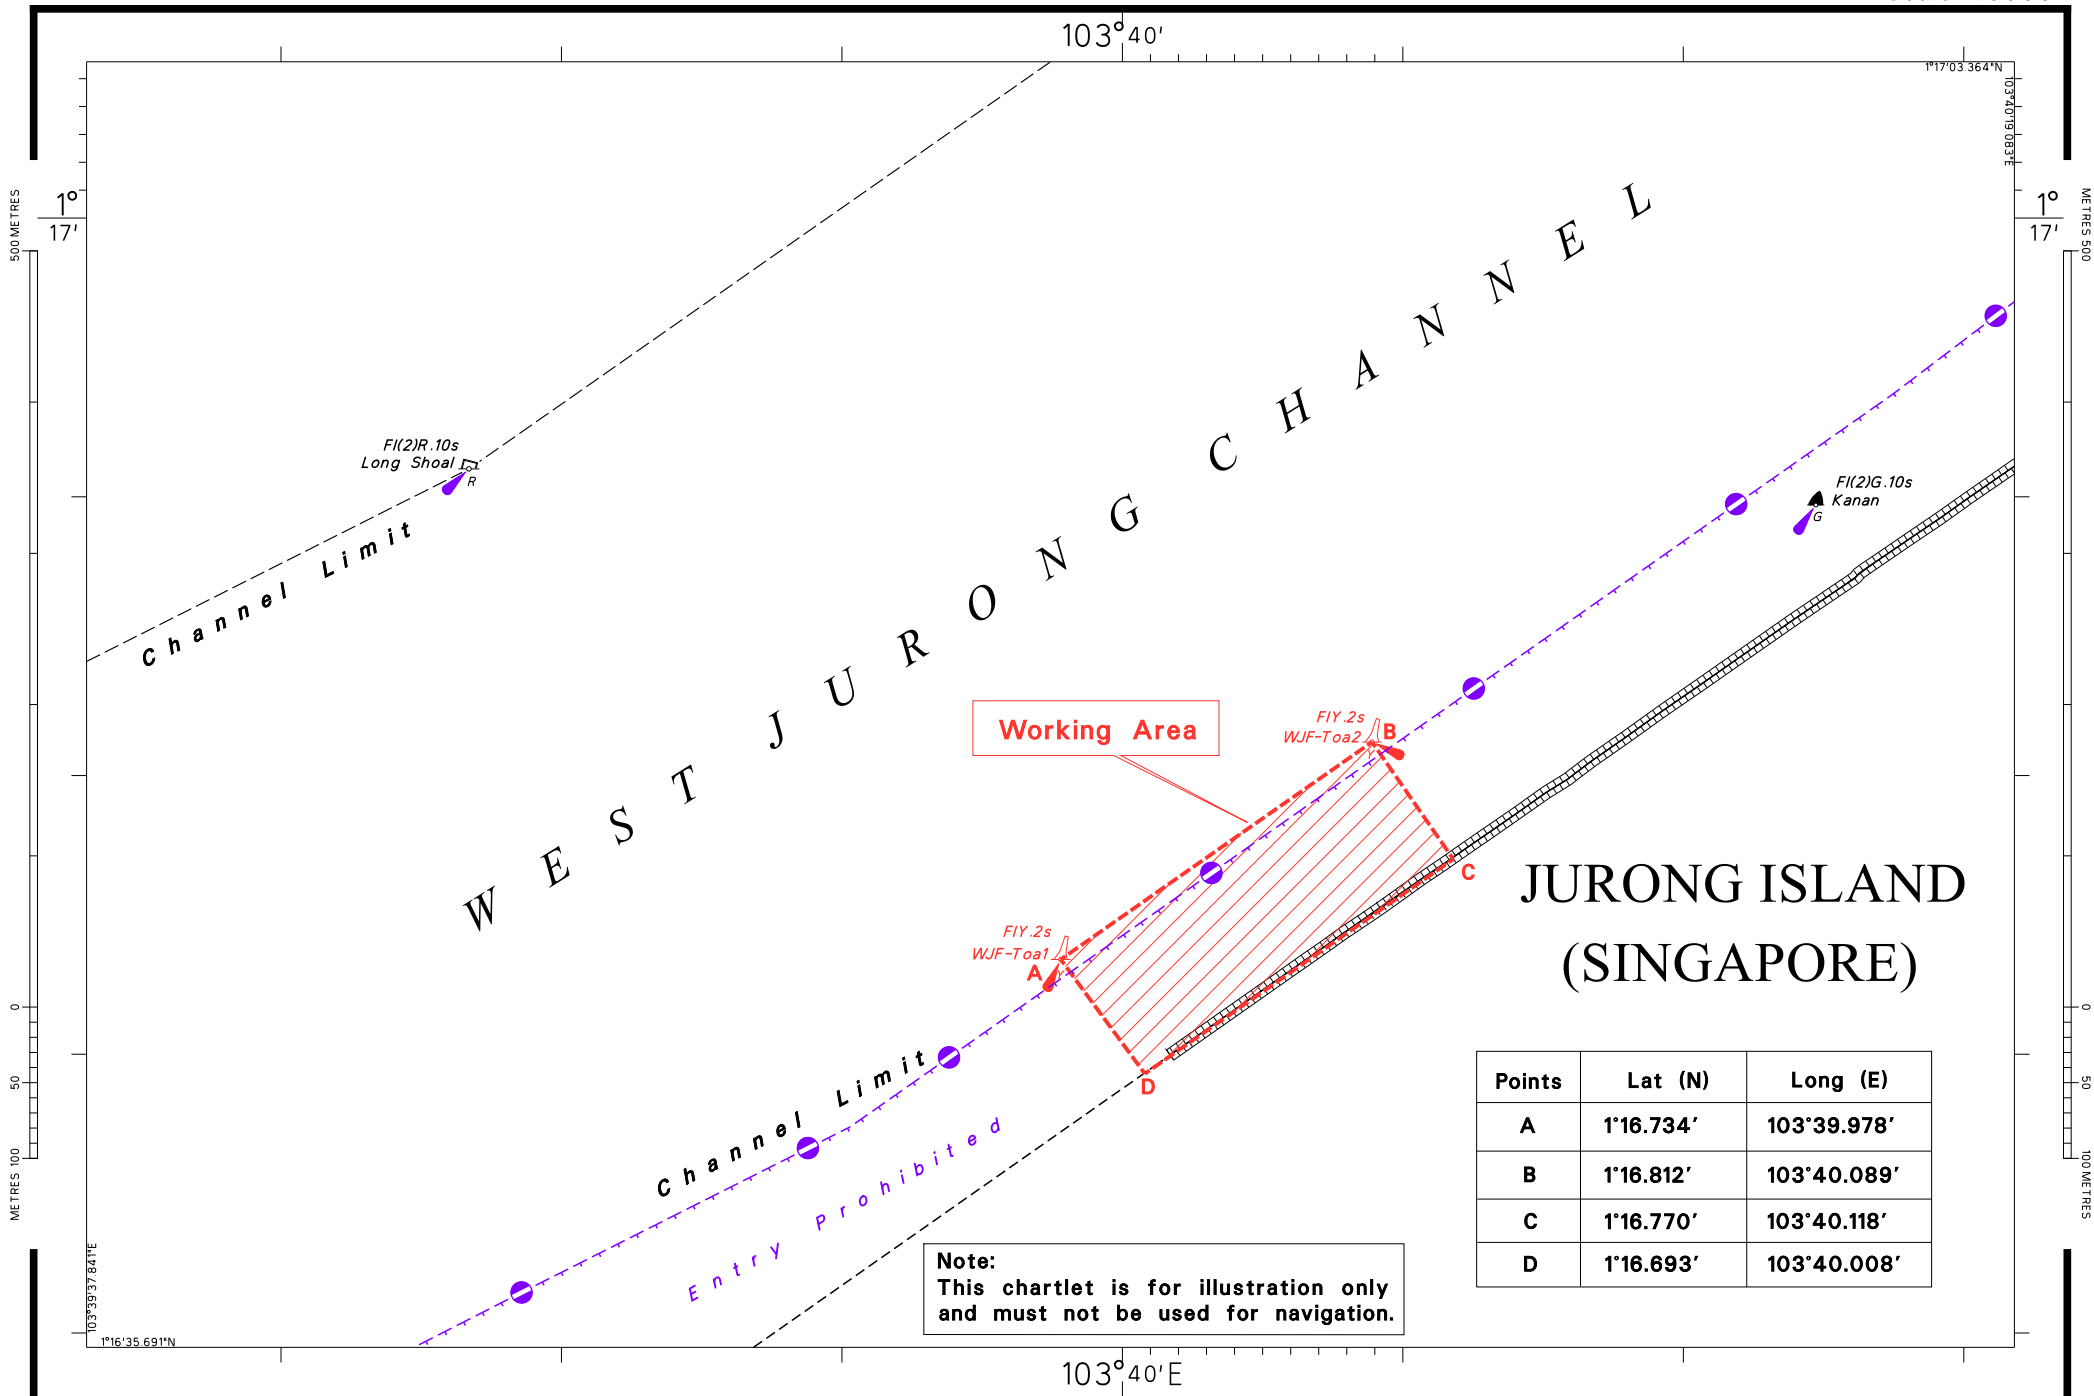 103°40'
1°17'03.364"N
103°40'19.083"E
1°
17'
1°
17'
500 METRES
METRES 500
WEST JURONG CHANNEL
Fl(2)R.10s
Long Shoal
R
Channel Limit
Fl(2)G.10s
Kanan
G
Working Area
FlY.2s
WJF-Toa2
B
FlY.2s
WJF-Toa1
A
C
D
JURONG ISLAND
(SINGAPORE)
Channel Limit
Entry Prohibited
0
50
METRES 100
0
50
100 METRES
Points Lat (N) Long (E)
A 1°16.734' 103°39.978'
B 1°16.812' 103°40.089'
C 1°16.770' 103°40.118'
D 1°16.693' 103°40.008'
Note:
This chartlet is for illustration only
and must not be used for navigation.
103°39'37.841"E
1°16'35.691"N
103°40'E